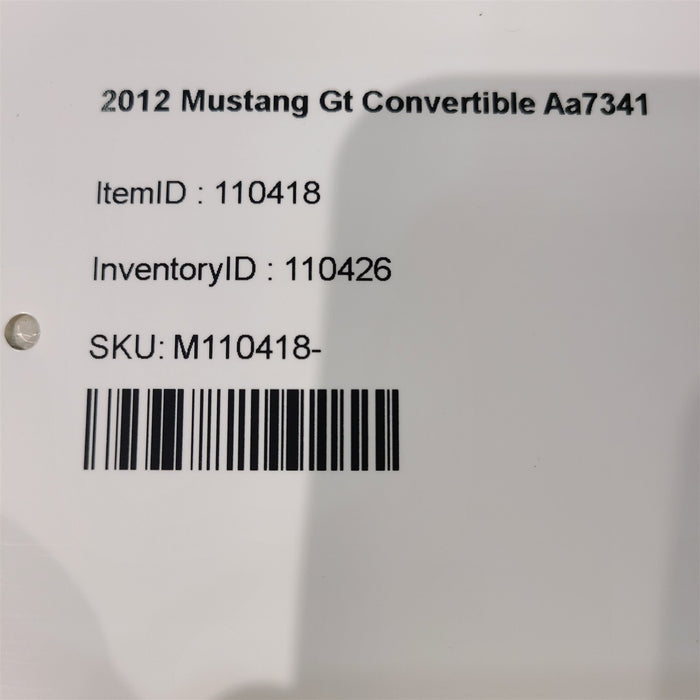 2012 Mustang Gt Convertible Aa7341
ItemID : 110418
InventoryID : 110426
SKU: M110418-